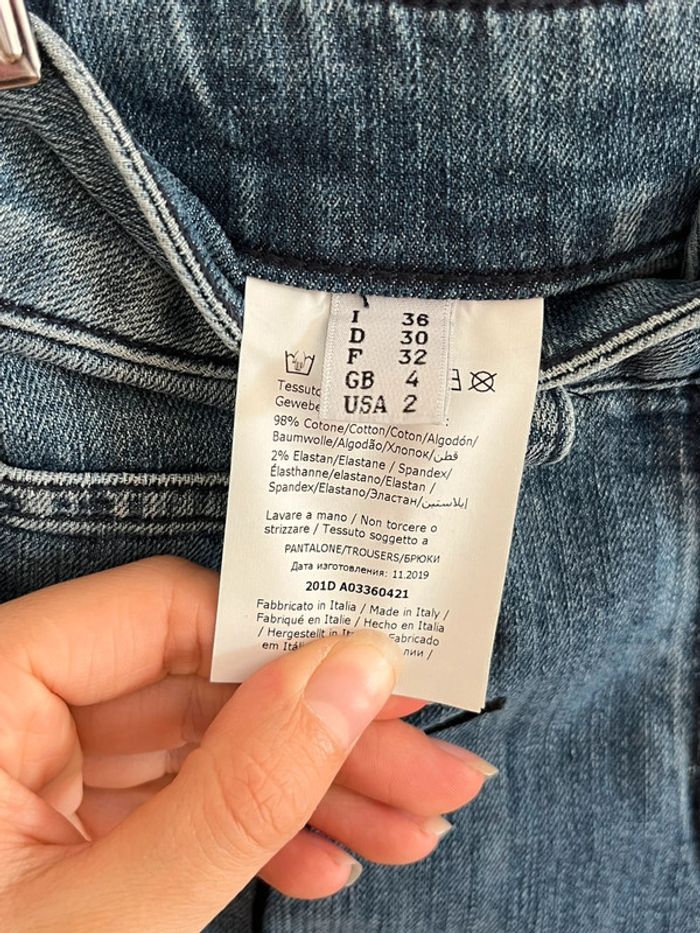 I 36
D 30
F 32
GB 4
USA 2
Tessuto
Gewebe
:
98% Cotone/Cotton/Coton/Algodón/
Baumwolle/Algodão/Хлопок/قطن
2% Elastan/Elastane / Spandex/
Élasthanne/elastano/Elastan /
Spandex/Elastano/Эластан/إيلاستين
Lavare a mano / Non torcere o
strizzare / Tessuto soggetto a
PANTALONE/TROUSERS/БРЮКИ
Дата изготовления: 11.2019
201D A03360421
Fabbricato in Italia / Made in Italy /
Fabriqué en Italie / Hecho en Italia
/ Hergestellt in Fabricado
em /